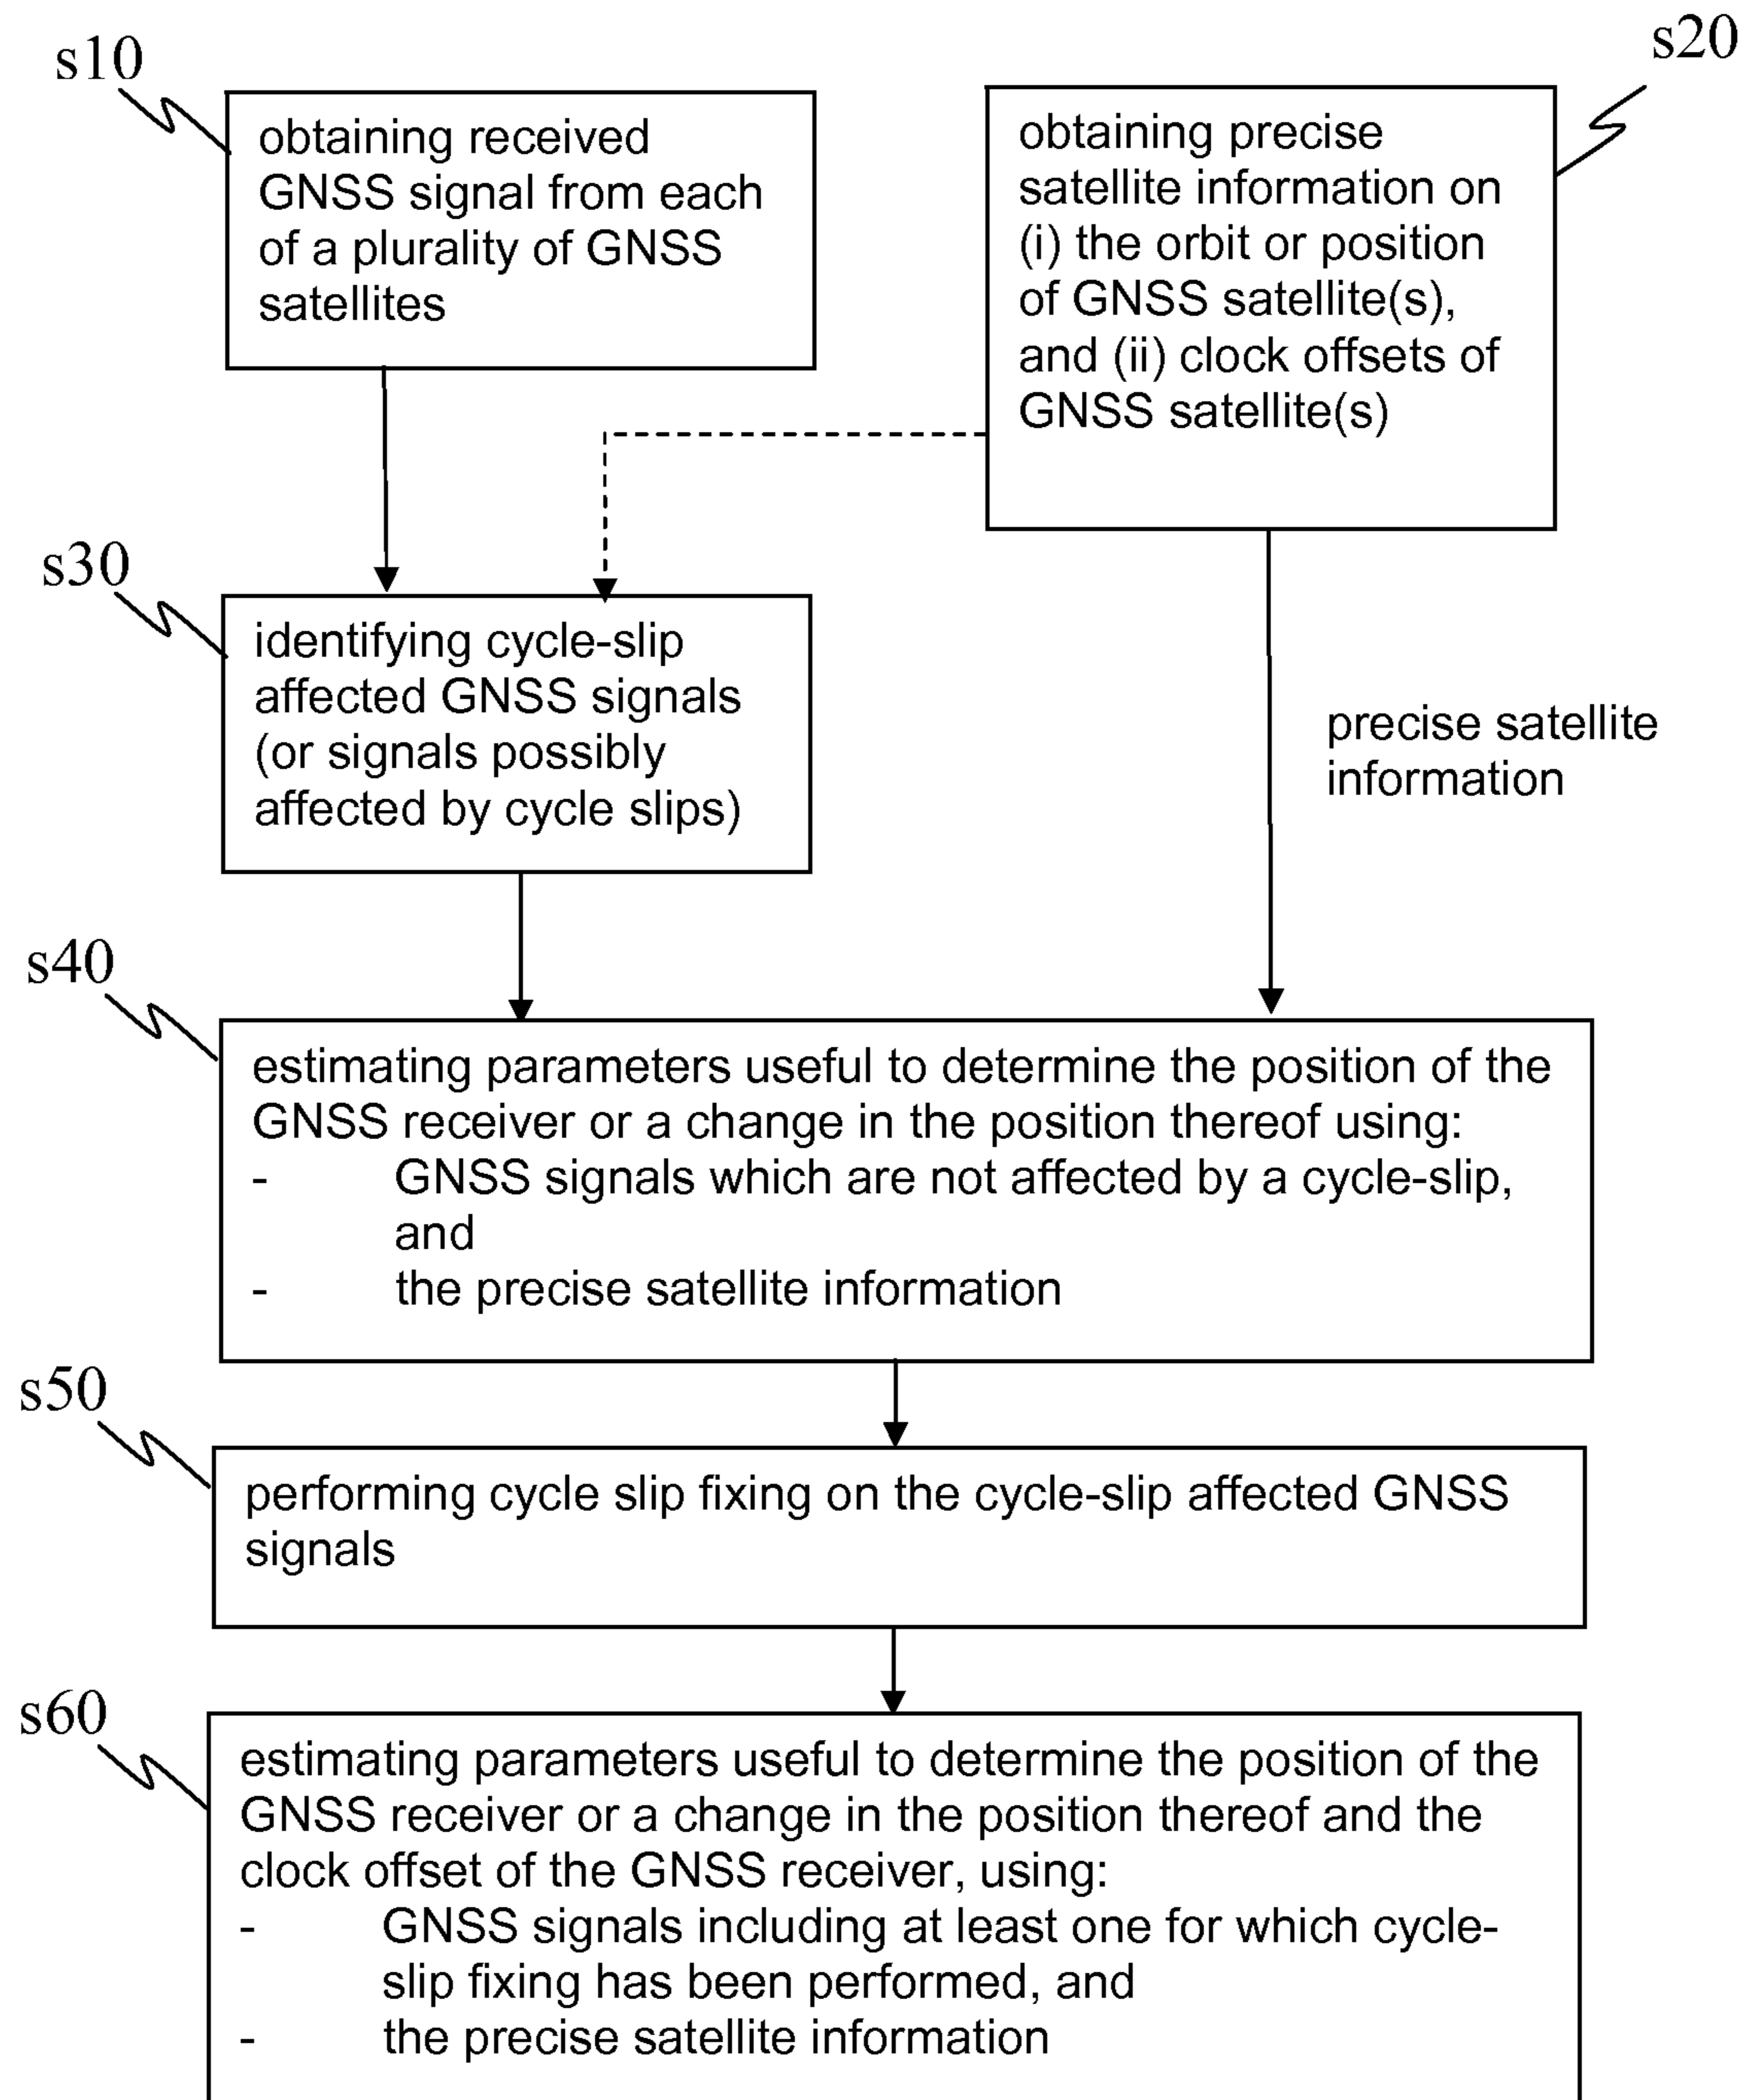 s10
obtaining received
GNSS signal from each
of a plurality of GNSS
satellites
s20
obtaining precise
satellite information on
(i) the orbit or position
of GNSS satellite(s),
and (ii) clock offsets of
GNSS satellite(s)
s30
identifying cycle-slip
affected GNSS signals
(or signals possibly
affected by cycle slips)
precise satellite
information
s40
estimating parameters useful to determine the position of the
GNSS receiver or a change in the position thereof using:
- GNSS signals which are not affected by a cycle-slip,
and
- the precise satellite information
s50
performing cycle slip fixing on the cycle-slip affected GNSS
signals
s60
estimating parameters useful to determine the position of the
GNSS receiver or a change in the position thereof and the
clock offset of the GNSS receiver, using:
- GNSS signals including at least one for which cycle-
slip fixing has been performed, and
- the precise satellite information